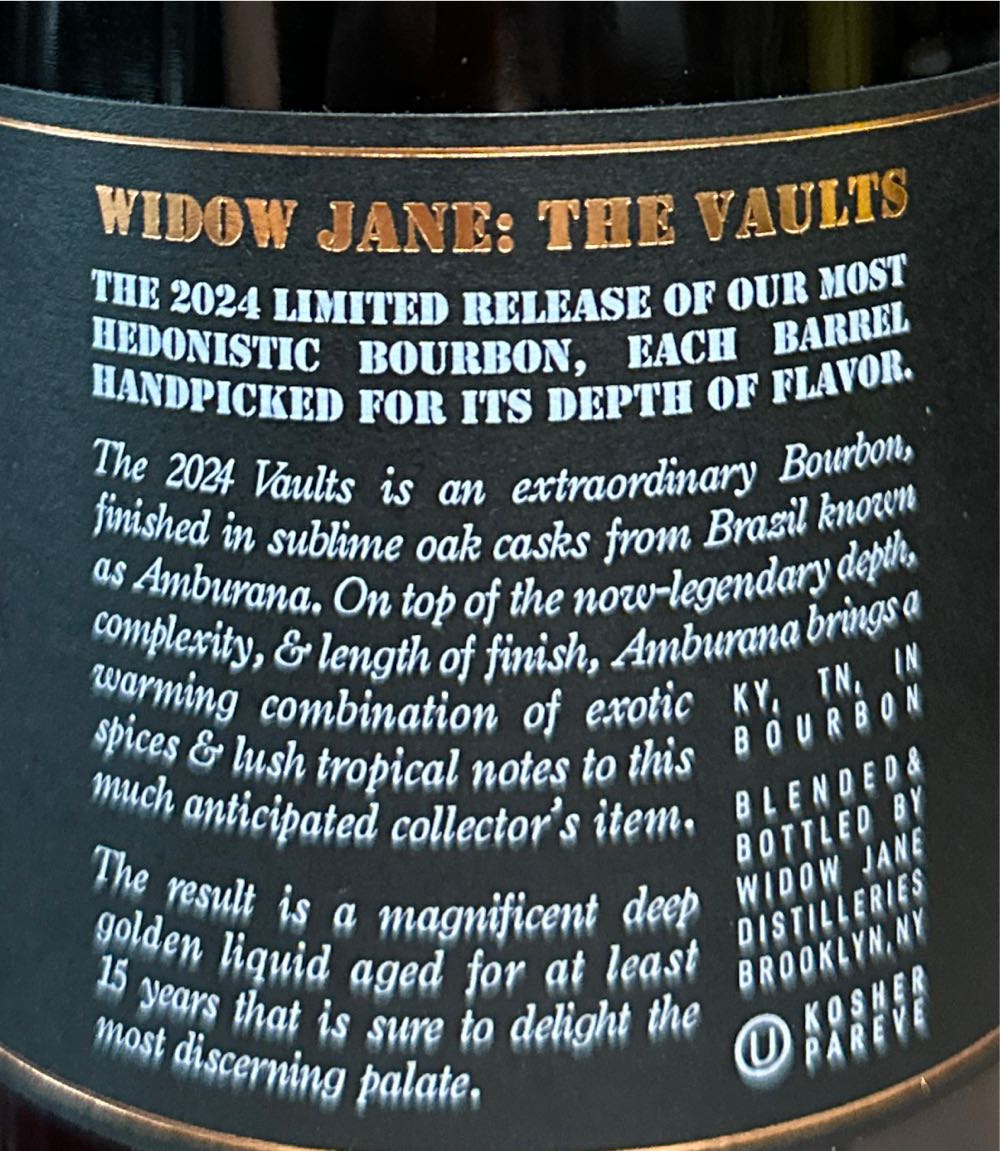 WIDOW JANE: THE VAULTS
THE 2024 LIMITED RELEASE OF OUR MOST
HEDONISTIC BOURBON, EACH BARREL
HANDPICKED FOR ITS DEPTH OF FLAVOR.
The 2024 Vaults is an extraordinary Bourbon,
finished in sublime oak casks from Brazil known
as Amburana. On top of the now-legendary depth,
complexity, & length of finish, Amburana brings a
warming combination of exotic
spices & lush tropical notes to this
much anticipated collector's item.
The result is a magnificent deep
golden liquid aged for at least
15 years that is sure to delight the
most discerning palate.
KY, TN, IN
BOURBON
BLENDED &
BOTTLED BY
WIDOW JANE
DISTILLERIES
BROOKLYN, NY
U KOSHER
PAREVE